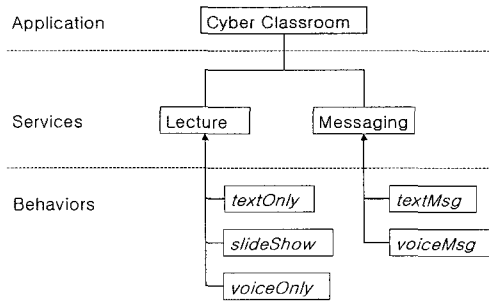 Application
Cyber Classroom
Services
Lecture
Messaging
Behaviors
textOnly
textMsg
slideShow
voiceMsg
voiceOnly